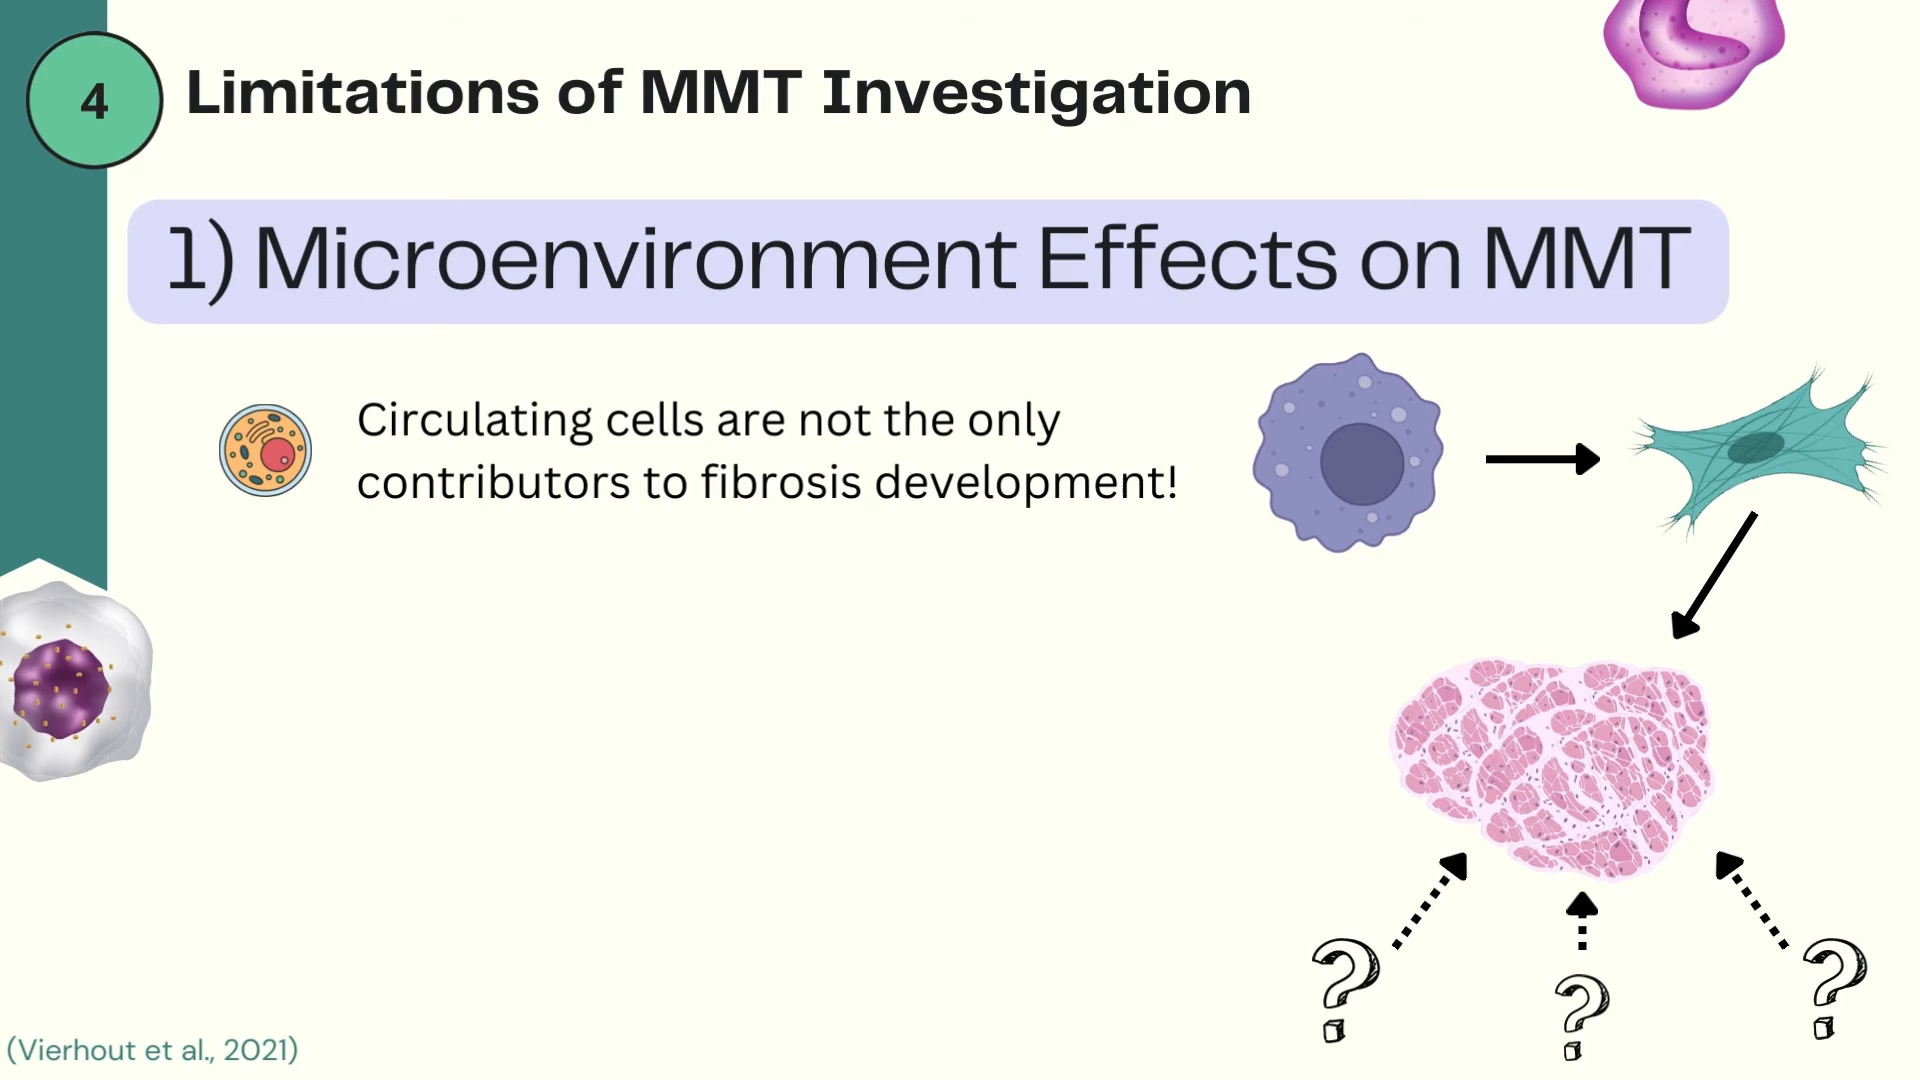 4
Limitations of MMT Investigation
1) Microenvironment Effects on MMT
Circulating cells are not the only
contributors to fibrosis development!
? ? ?
(Vierhout et al., 2021)